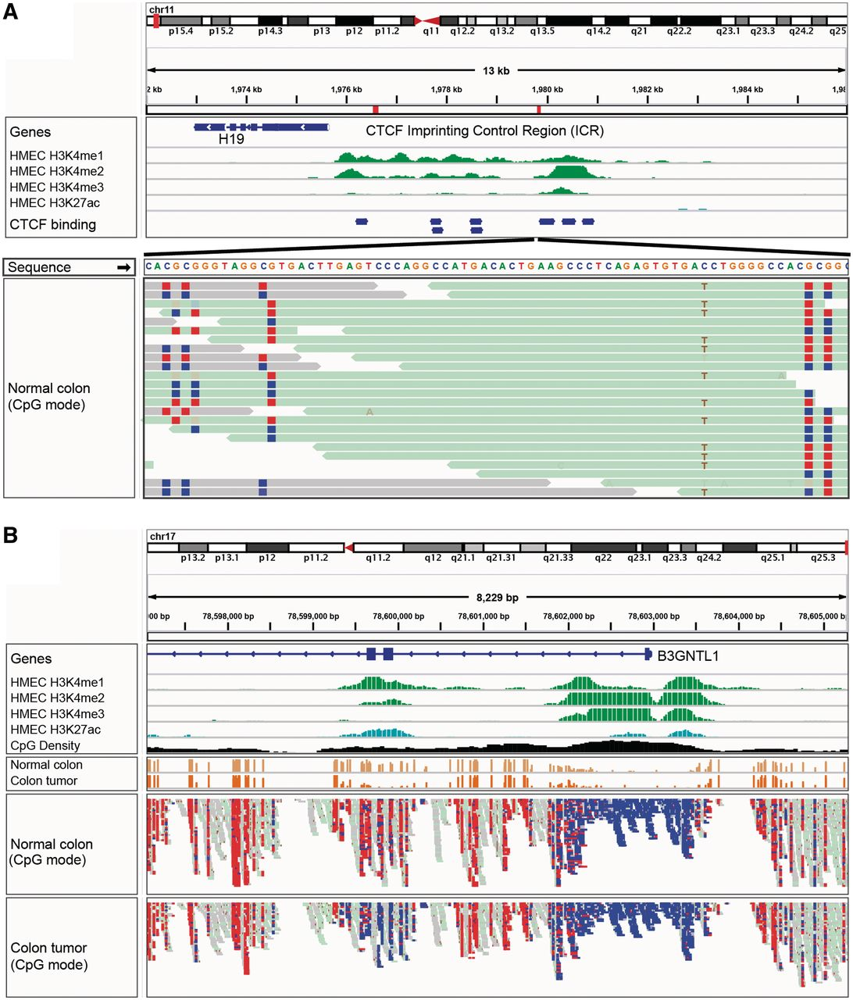 A
chr11
p15.4 p15.2 p14.3 p13 p12 p11.2 q11 q12.2 q13.2 q13.5 q14.2 q21 q22.2 q23.1 q23.3 q24.2 q25
13 kb
2 kb 1,974 kb 1,976 kb 1,978 kb 1,980 kb 1,982 kb 1,984 kb 1,98
Genes
H19
CTCF Imprinting Control Region (ICR)
HMEC H3K4me1
HMEC H3K4me2
HMEC H3K4me3
HMEC H3K27ac
CTCF binding
Sequence
CACGCGGGTAGGCGTGACTTGAGTCCCAGGCCATGACACTGAAGCCCTCAGAGTGTGACCTGGGGCCACGCGGC
T
T
T
T
T
T A
T
A
T
T
T
T
T
T
Normal colon
(CpG mode)
B
chr17
p13.2 p13.1 p12 p11.2 q11.2 q12 q21.1 q21.31 q21.33 q22 q23.1 q23.3 q24.2 q25.1 q25.3
8,229 bp
00 bp 78,598,000 bp 78,599,000 bp 78,600,000 bp 78,601,000 bp 78,602,000 bp 78,603,000 bp 78,604,000 bp 78,605,000 b
Genes
B3GNTL1
HMEC H3K4me1
HMEC H3K4me2
HMEC H3K4me3
HMEC H3K27ac
CpG Density
Normal colon
Colon tumor
Normal colon
(CpG mode)
Colon tumor
(CpG mode)